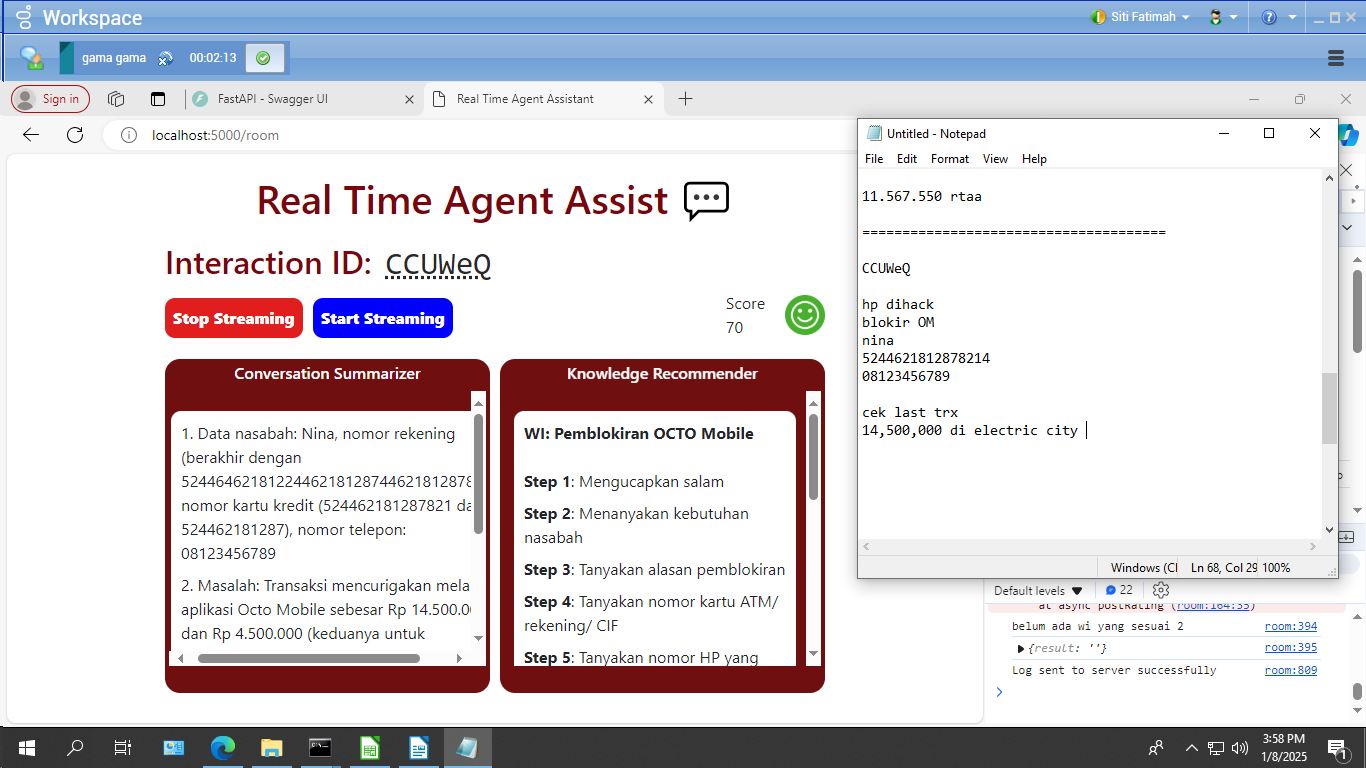 Workspace
Siti Fatimah
gama gama
00:02:13
Sign in
FastAPI - Swagger UI
Real Time Agent Assistant
localhost:5000/room
Real Time Agent Assist
Interaction ID: CCUWeQ
Stop Streaming
Start Streaming
Score
70
Conversation Summarizer
1. Data nasabah: Nina, nomor rekening
(berakhir dengan
52446462181224462181287446218128​78
nomor kartu kredit (524462181287821 da
524462181287), nomor telepon:
08123456789
2. Masalah: Transaksi mencurigakan mela
aplikasi Octo Mobile sebesar Rp 14.500.00
dan Rp 4.500.000 (keduanya untuk
Knowledge Recommender
WI: Pemblokiran OCTO Mobile
Step 1: Mengucapkan salam
Step 2: Menanyakan kebutuhan
nasabah
Step 3: Tanyakan alasan pemblokiran
Step 4: Tanyakan nomor kartu ATM/
rekening/ CIF
Step 5: Tanyakan nomor HP yang
Untitled - Notepad
File Edit Format View Help
11.567.550 rtaa
======================================
CCUWeQ
hp dihack
blokir OM
nina
5244621812878214
08123456789
cek last trx
14,500,000 di electric city
Windows (Cl
Ln 68, Col 29
100%
Default levels
22
at async postRating (room:164:35)
belum ada wi yang sesuai 2 room:394
{result: ''} room:395
Log sent to server successfully room:809
3:58 PM
1/8/2025
1